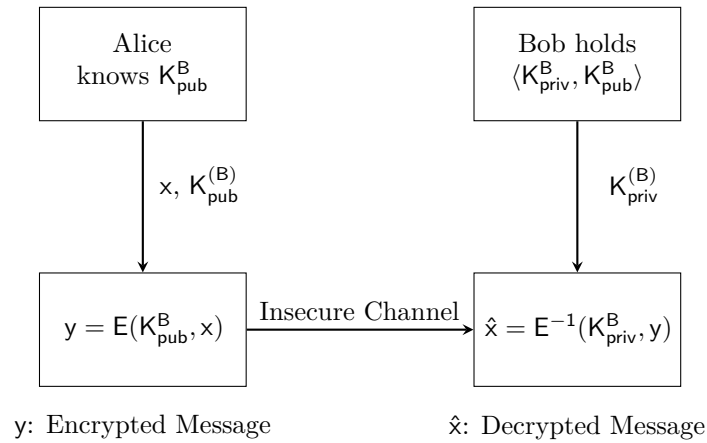 Alice
knows K^B_pub
Bob holds
⟨K^B_priv, K^B_pub⟩
x, K^(B)_pub
K^(B)_priv
y = E(K^B_pub, x)
Insecure Channel
x̂ = E^−1(K^B_priv, y)
y: Encrypted Message
x̂: Decrypted Message